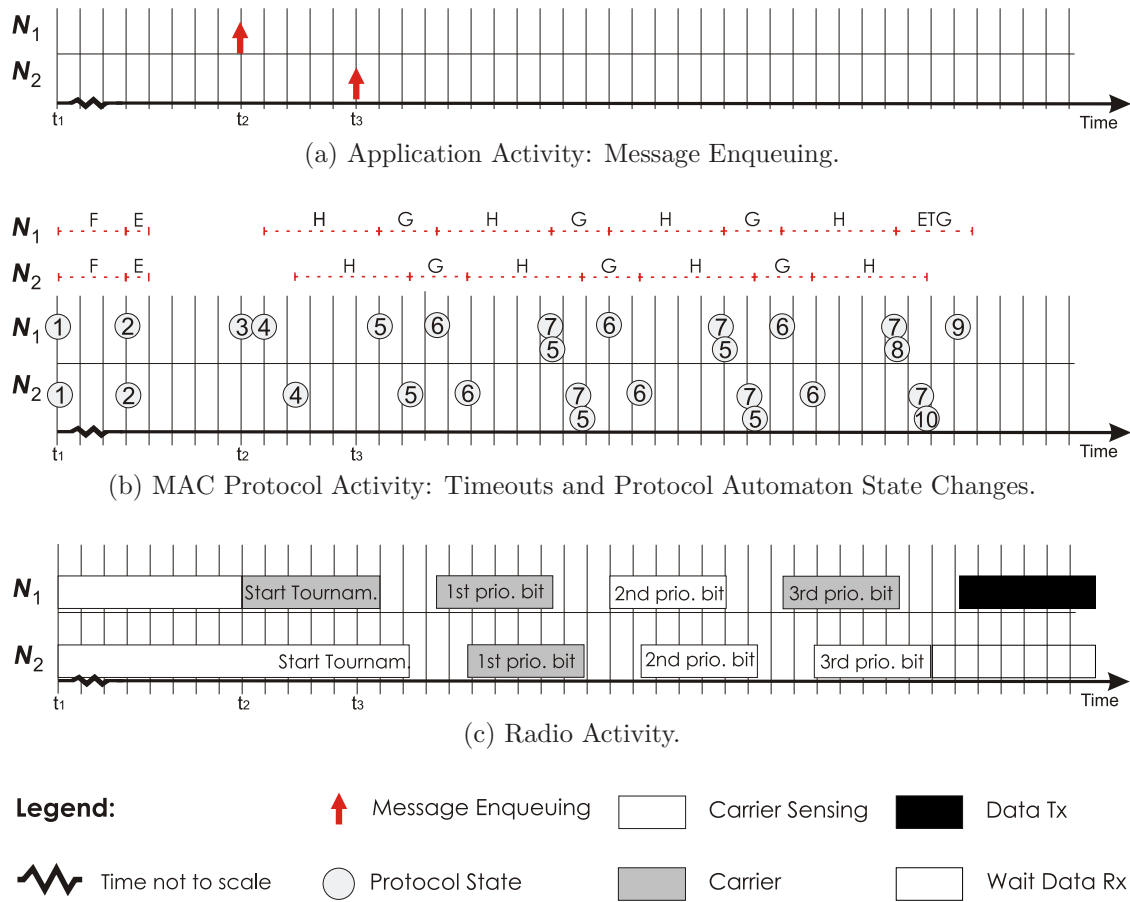 N1
N2
t1 t2 t3 Time
(a) Application Activity: Message Enqueuing.
N1 F E H G H G H G H ETG
N2 F E H G H G H G H
N1 1 2 3 4 5 6 7 6 7 6 7 9
5 5 8
N2 1 2 4 5 6 7 6 7 6 7
5 5 10
t1 t2 t3 Time
(b) MAC Protocol Activity: Timeouts and Protocol Automaton State Changes.
N1 Start Tournam. 1st prio. bit 2nd prio. bit 3rd prio. bit
N2 Start Tournam. 1st prio. bit 2nd prio. bit 3rd prio. bit
t1 t2 t3 Time
(c) Radio Activity.
Legend: Message Enqueuing Carrier Sensing Data Tx
Time not to scale Protocol State Carrier Wait Data Rx